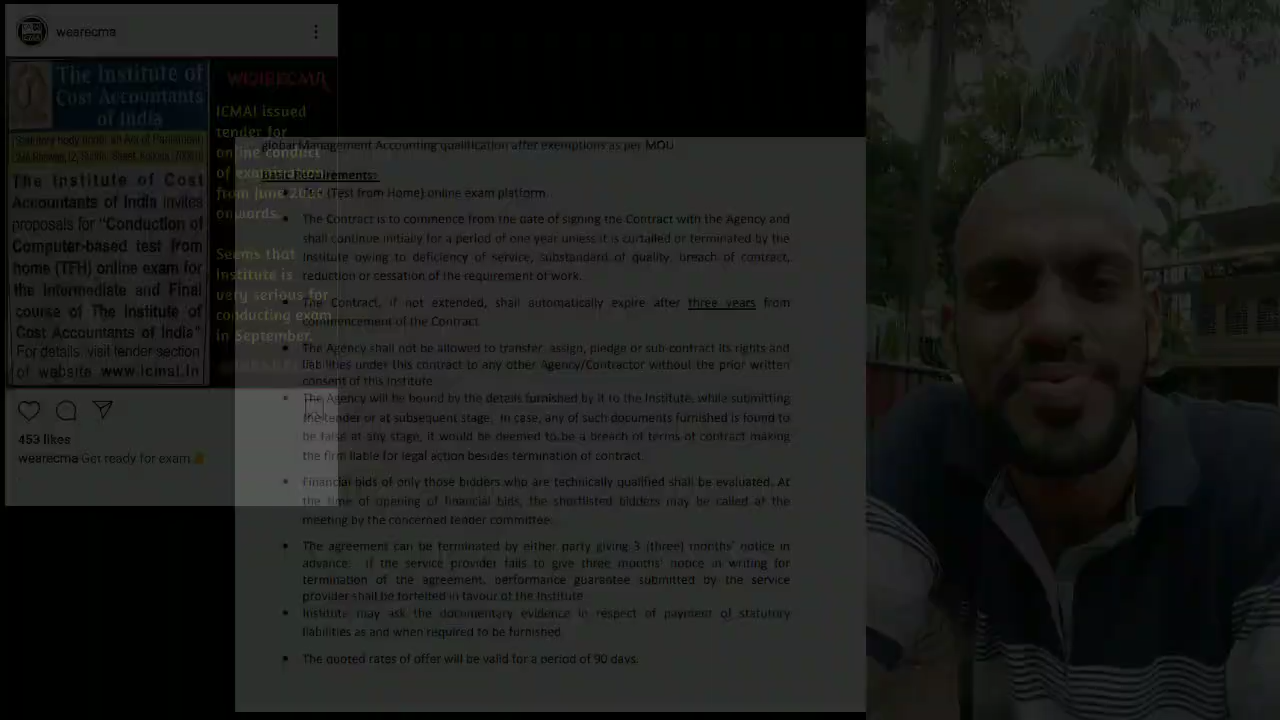 wearecma
The Institute of
Cost Accountants
of India
Statutory body under an Act of Parliament
The Institute of Cost
Accountants of India invites
proposals for "Conduction of
Computer-based test from
home (TFH) online exam for
the Intermediate and Final
course of The Institute of
Cost Accountants of India"
For details, visit tender section
of website www.icmai.in
WEARECMA
ICMAI issued
tender for
online conduct
of examination
from June
onwards.
Seems that
Institute is
very serious for
conducting exam
in September.
453 likes
wearecma Get ready for exam
global Management Accounting qualification after exemptions as per MOU
Basic Requirements:
(Test from Home) online exam platform
The Contract is to commence from the date of signing the Contract with the Agency and
shall continue initially for a period of one year unless it is curtailed or terminated by the
Institute owing to deficiency of service, substandard of quality, breach of contract,
reduction or cessation of the requirement of work.
The Contract, if not extended, shall automatically expire after three years from
commencement of the Contract
The Agency shall not be allowed to transfer, assign, pledge or sub-contract its rights and
liabilities under this contract to any other Agency/Contractor without the prior written
consent of this Institute
The Agency will be bound by the details furnished by it to the Institute, while submitting
the tender or at subsequent stage. In case, any of such documents furnished is found to
be false at any stage, it would be deemed to be a breach of terms of contract making
the firm liable for legal action besides termination of contract.
Financial bids of only those bidders who are technically qualified shall be evaluated. At
the time of opening of financial bids, the shortlisted bidders may be called at the
meeting by the concerned tender committee.
The agreement can be terminated by either party giving 3 (three) months' notice in
advance. If the service provider fails to give three months' notice in writing for
termination of the agreement, performance guarantee submitted by the service
provider shall be forfeited in favour of the Institute
Institute may ask the documentary evidence in respect of payment of statutory
liabilities as and when required to be furnished.
The quoted rates of offer will be valid for a period of 90 days.